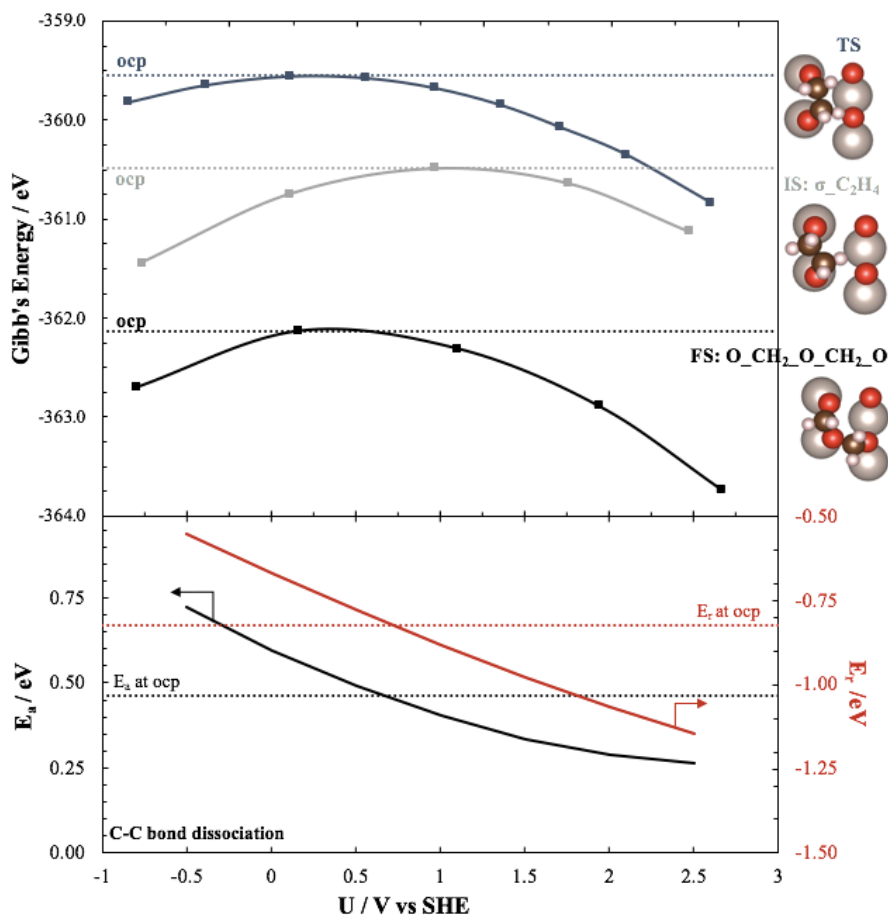 -359.0
-360.0
-361.0
-362.0
-363.0
-364.0
Gibb's Energy / eV
ocp
ocp
ocp
TS
IS: σ_C₂H₄
FS: O_CH₂_O_CH₂_O
0.75
0.50
0.25
0.00
Eₐ / eV
Eₐ at ocp
Eᵣ at ocp
C-C bond dissociation
-0.50
-0.75
-1.00
-1.25
-1.50
Eᵣ /eV
-1 -0.5 0 0.5 1 1.5 2 2.5 3
U / V vs SHE